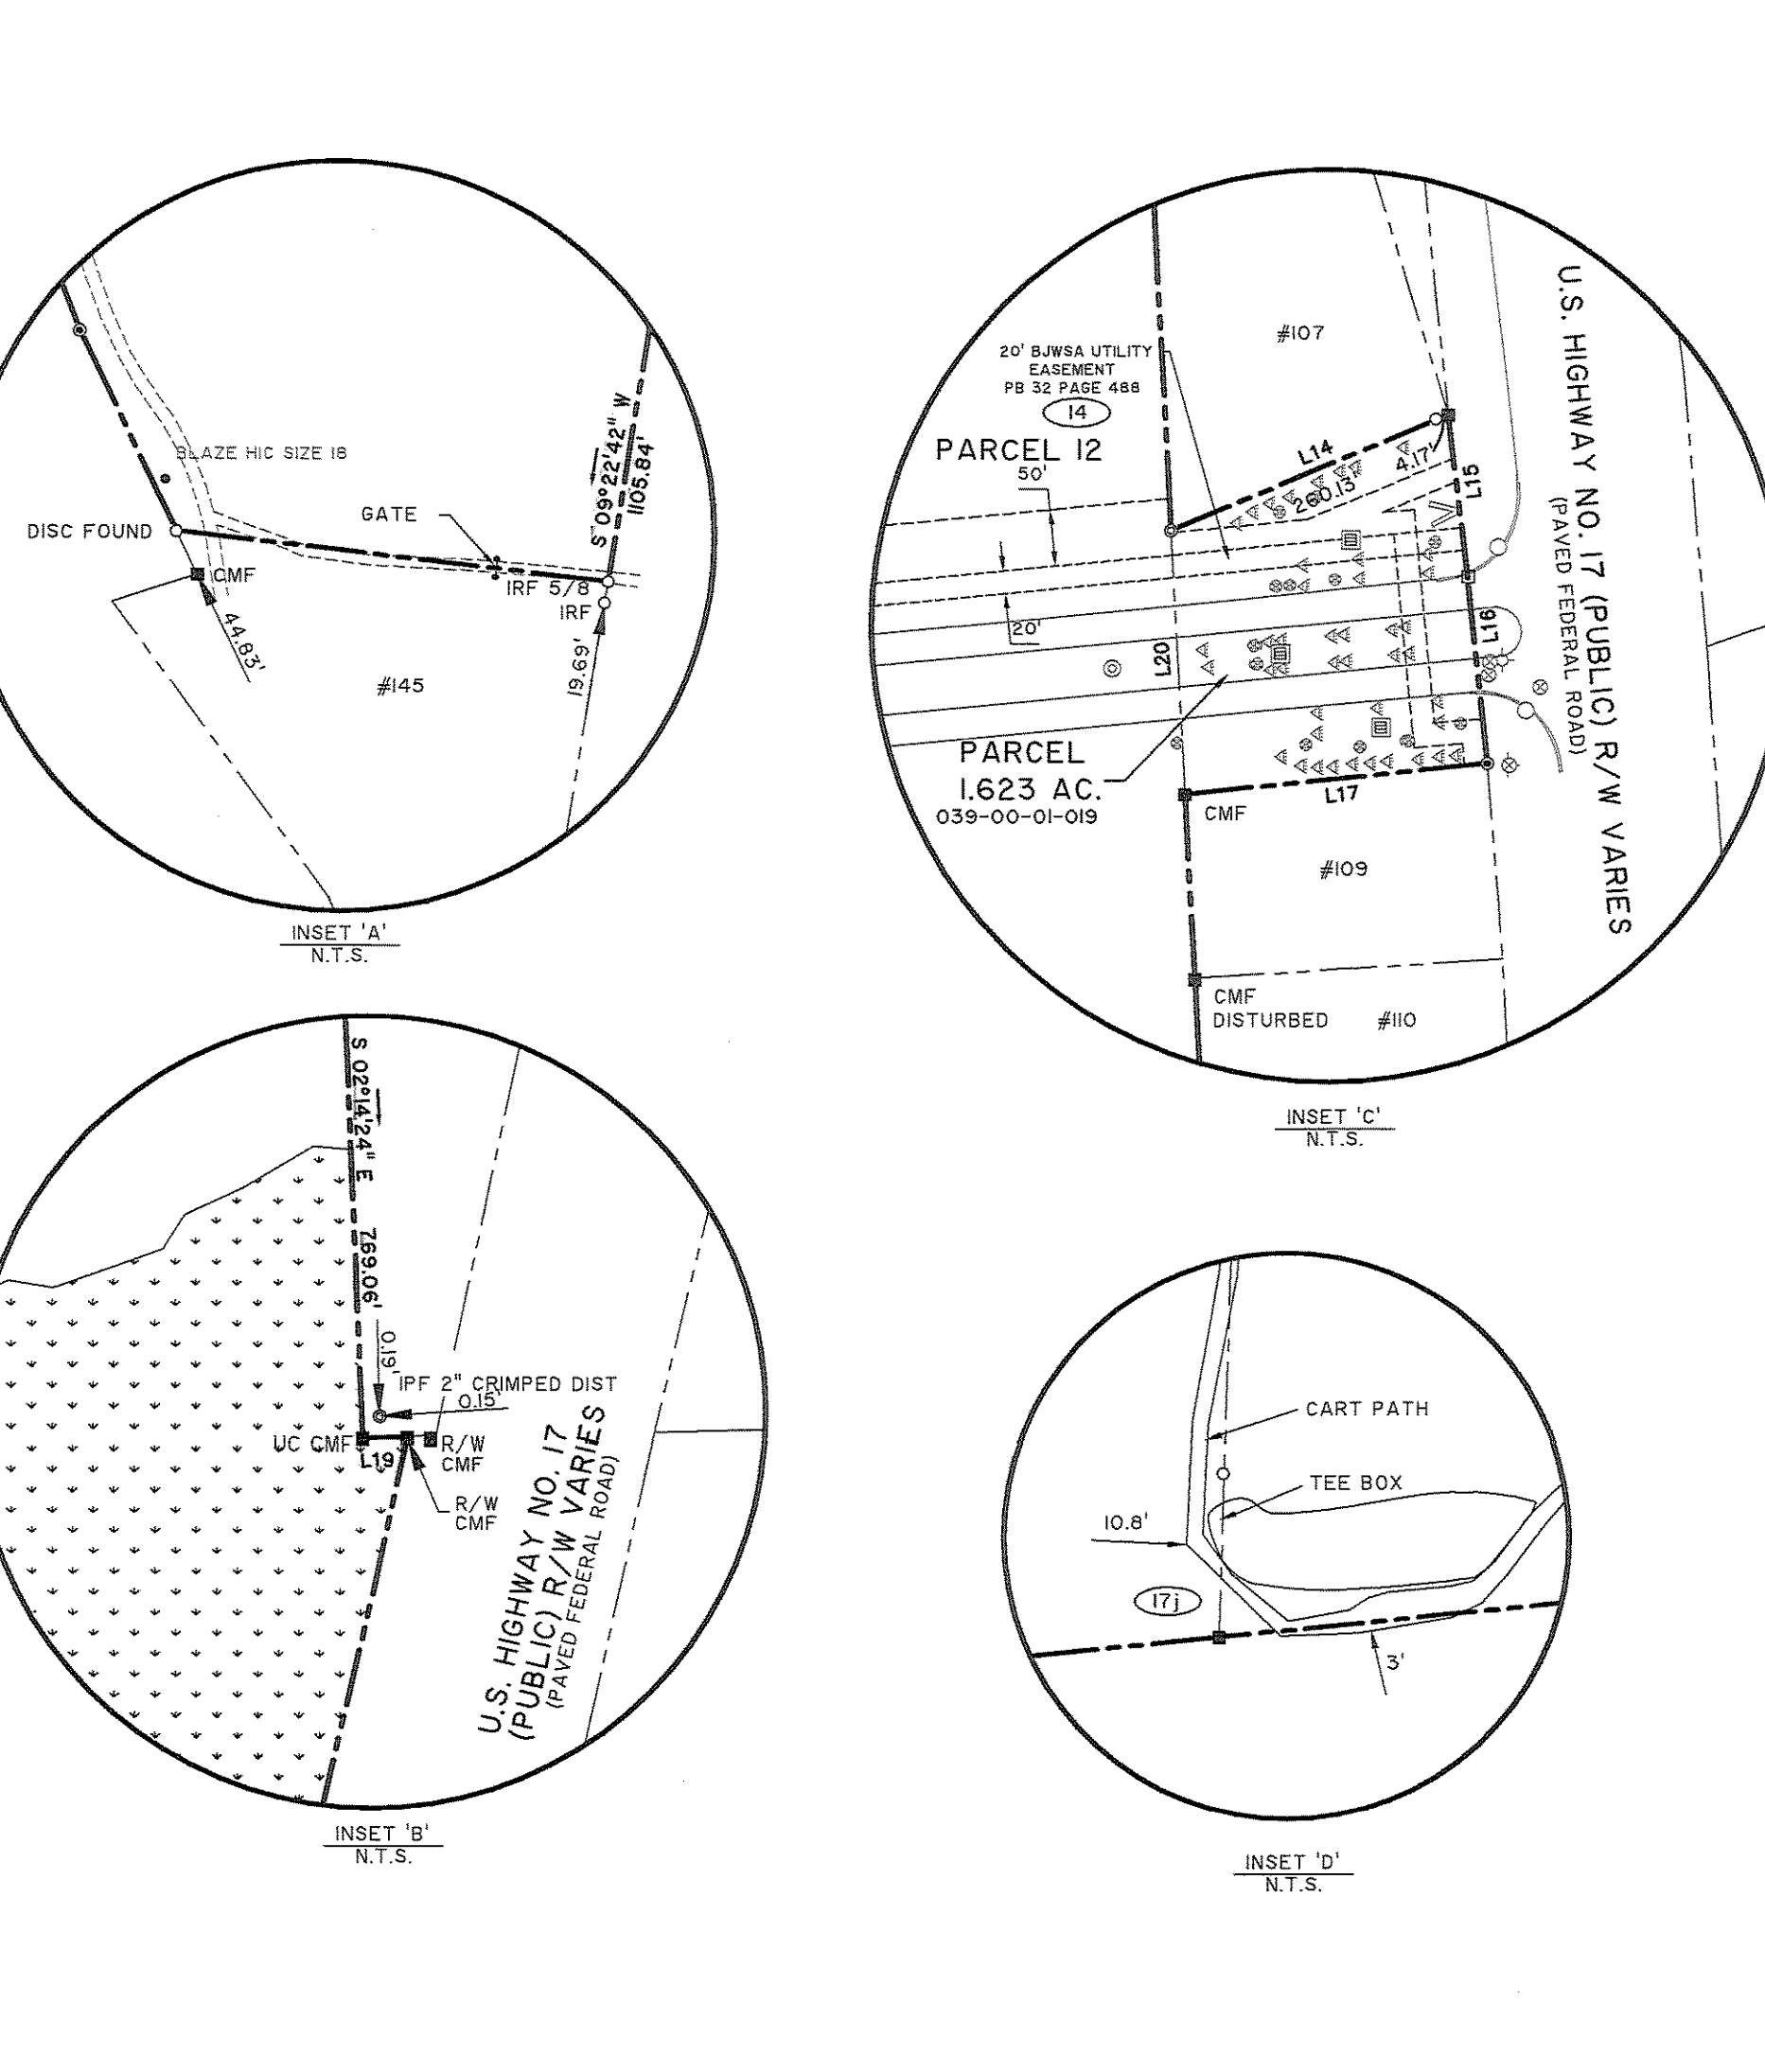 BLAZE HIC SIZE 18
DISC FOUND
GATE
S 09°22'42" W
1105.84'
CMF
IRF 5/8
IRF
44.83'
19.69'
#145
INSET 'A'
N.T.S.
#107
20' BJWSA UTILITY
EASEMENT
PB 32 PAGE 488
14
PARCEL 12
50'
L14
4.17'
260.13'
L15
20'
L16
L20
PARCEL
1.623 AC.
039-00-01-019
L17
CMF
#109
CMF
DISTURBED
#110
U.S. HIGHWAY NO. 17 (PUBLIC) R/W VARIES
(PAVED FEDERAL ROAD)
INSET 'C'
N.T.S.
S 02°14'24" E
769.06'
0.19'
IPF 2" CRIMPED DIST
0.15'
UC CMF
L19
R/W
CMF
R/W
CMF
U.S. HIGHWAY NO. 17
(PUBLIC) R/W VARIES
(PAVED FEDERAL ROAD)
INSET 'B'
N.T.S.
CART PATH
TEE BOX
10.8'
17j
3'
INSET 'D'
N.T.S.